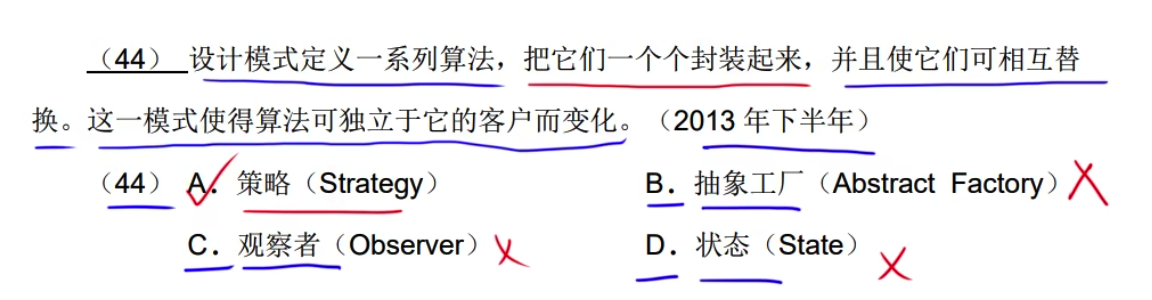 （44） 设计模式定义一系列算法，把它们一个个封装起来，并且使它们可相互替
换。这一模式使得算法可独立于它的客户而变化。（2013 年下半年）
（44） A．策略（Strategy） B．抽象工厂（Abstract Factory）
C．观察者（Observer） D．状态（State）